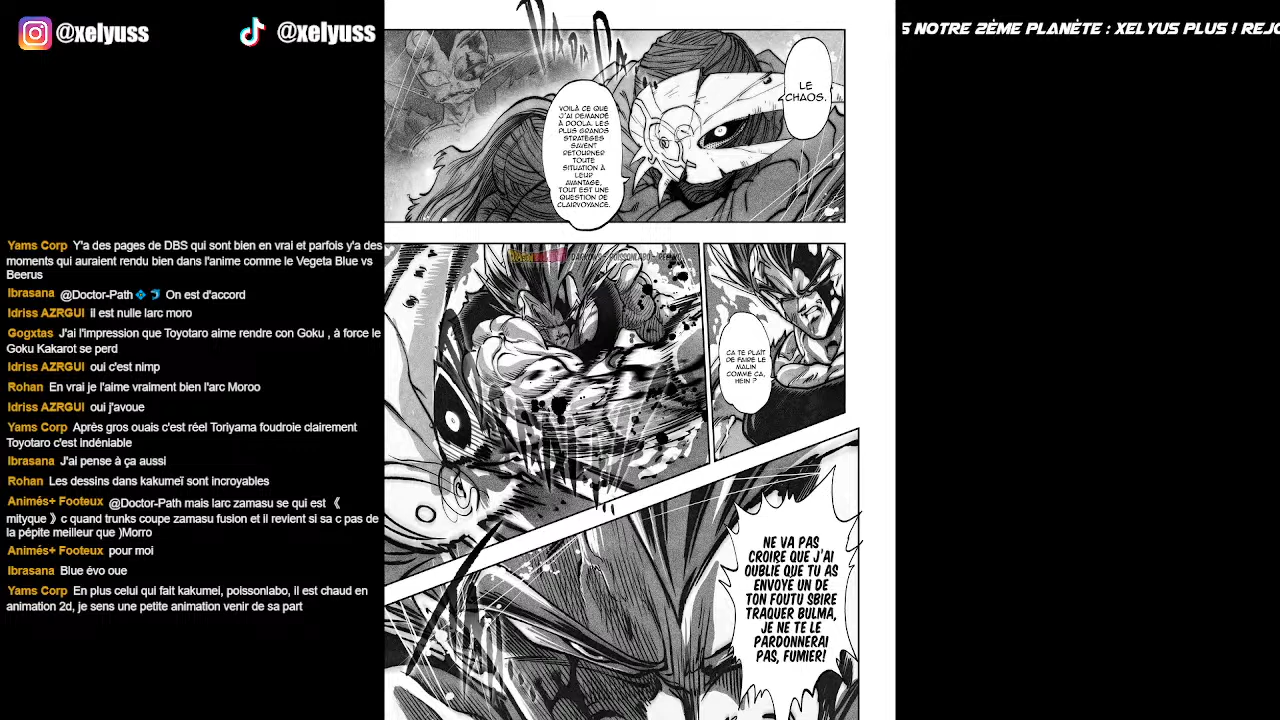 @xelyuss
@xelyuss
S NOTRE 2ÈME PLANÈTE : XELYUS PLUS ! REJO
LE
CHAOS.
VOILÀ CE QUE
J'AI DEMANDÉ
À DOOLA. LES
PLUS GRANDS
STRATÈGES
SAVENT
RETOURNER
TOUTE
SITUATION À
LEUR
AVANTAGE,
TOUT EST UNE
QUESTION DE
CLAIRVOYANCE.
ÇA TE PLAÎT
DE FAIRE LE
MALIN
COMME ÇA,
HEIN ?
NE VA PAS
CROIRE QUE J'AI
OUBLIÉ QUE TU AS
ENVOYÉ UN DE
TON FOUTU SBIRE
TRAQUER BULMA,
JE NE TE LE
PARDONNERAI
PAS, FUMIER!
Yams Corp Y'a des pages de DBS qui sont bien en vrai et parfois y'a des
moments qui auraient rendu bien dans l'anime comme le Vegeta Blue vs
Beerus
Ibrasana @Doctor-Path On est d'accord
Idriss AZRGUI il est nulle larc moro
Gogxtas J'ai l'impression que Toyotaro aime rendre con Goku , à force le
Goku Kakarot se perd
Idriss AZRGUI oui c'est nimp
Rohan En vrai je l'aime vraiment bien l'arc Moroo
Idriss AZRGUI oui j'avoue
Yams Corp Après gros ouais c'est réel Toriyama foudroie clairement
Toyotaro c'est indéniable
Ibrasana J'ai pense à ça aussi
Rohan Les dessins dans kakumeï sont incroyables
Animés+ Footeux @Doctor-Path mais larc zamasu se qui est 《
mityque 》c quand trunks coupe zamasu fusion et il revient si sa c pas de
la pépite meilleur que )Morro
Animés+ Footeux pour moi
Ibrasana Blue évo oue
Yams Corp En plus celui qui fait kakumei, poissonlabo, il est chaud en
animation 2d, je sens une petite animation venir de sa part